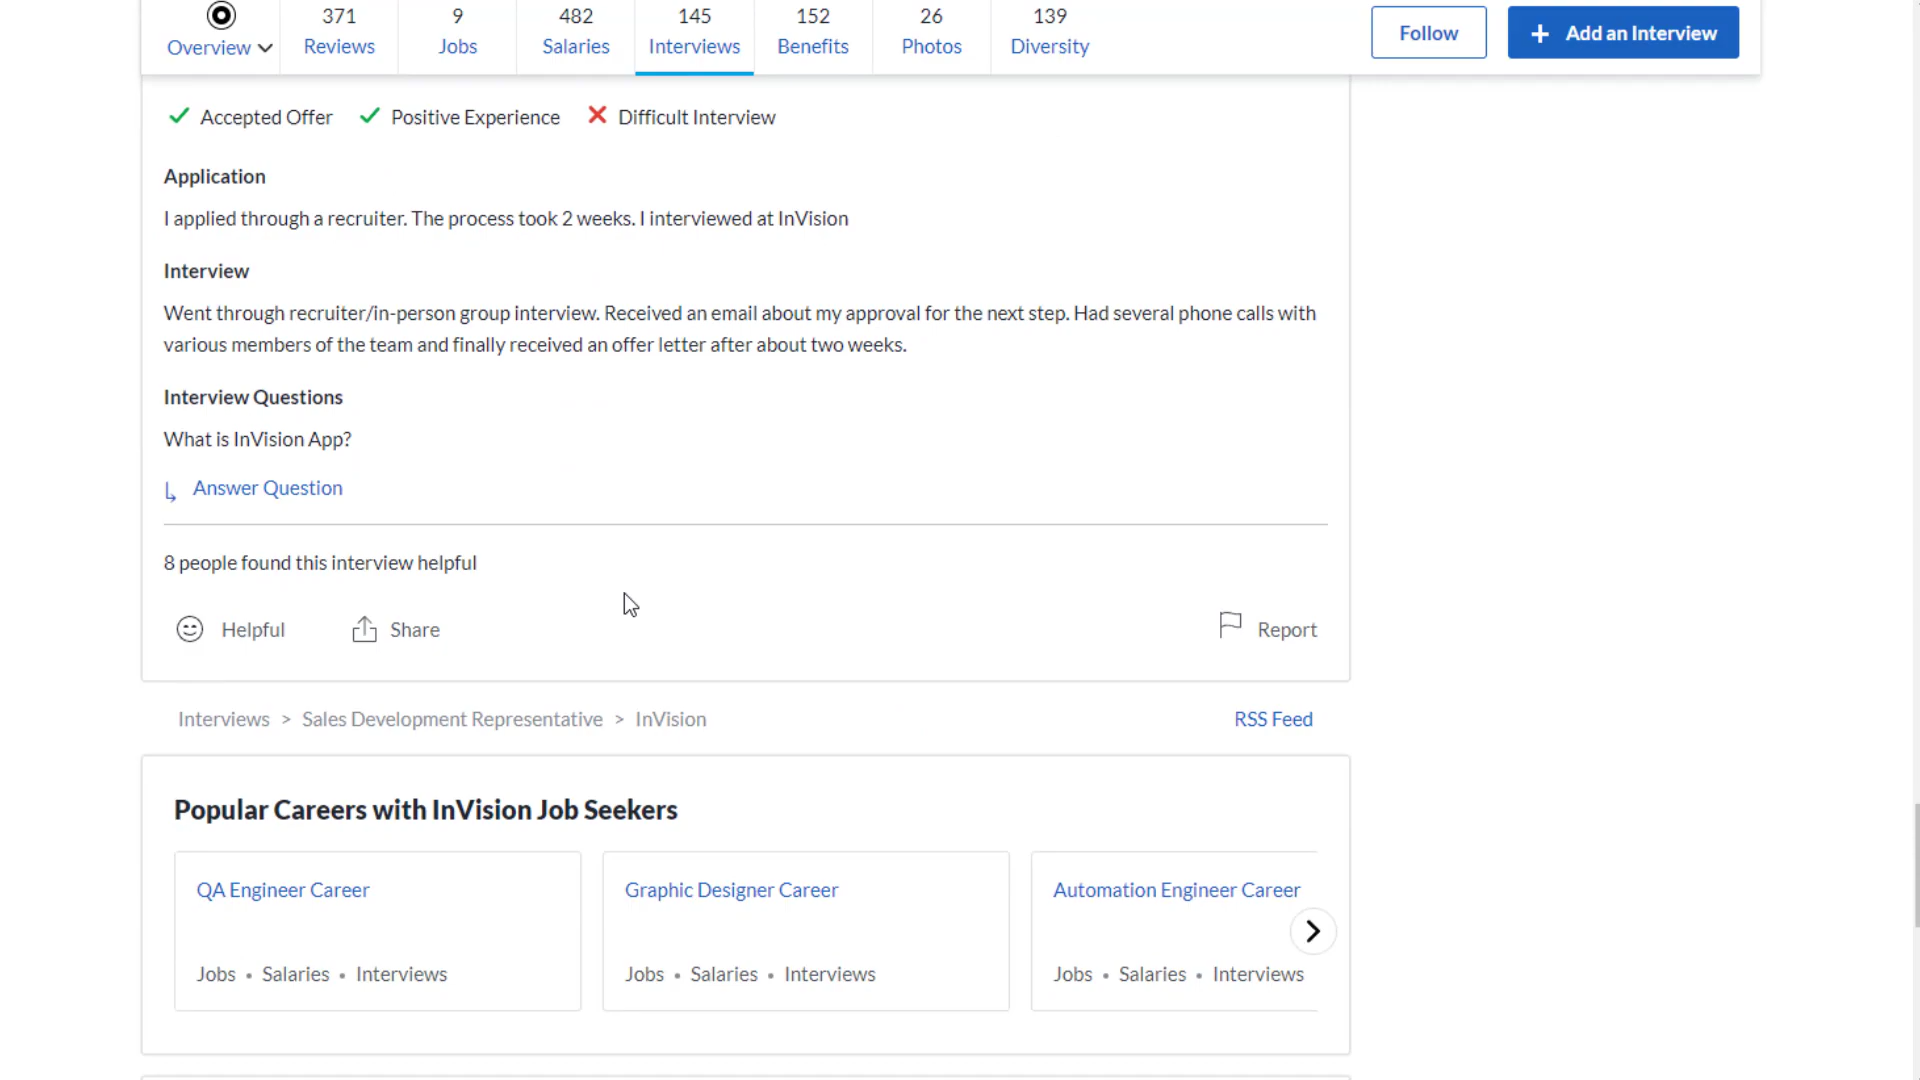 371 9 482 145 152 26 139
Overview Reviews Jobs Salaries Interviews Benefits Photos Diversity
Follow + Add an Interview
Accepted Offer Positive Experience Difficult Interview
Application
I applied through a recruiter. The process took 2 weeks. I interviewed at InVision
Interview
Went through recruiter/in-person group interview. Received an email about my approval for the next step. Had several phone calls with
various members of the team and finally received an offer letter after about two weeks.
Interview Questions
What is InVision App?
Answer Question
8 people found this interview helpful
Helpful Share Report
Interviews > Sales Development Representative > InVision RSS Feed
Popular Careers with InVision Job Seekers
QA Engineer Career Graphic Designer Career Automation Engineer Career
Jobs • Salaries • Interviews Jobs • Salaries • Interviews Jobs • Salaries • Interviews